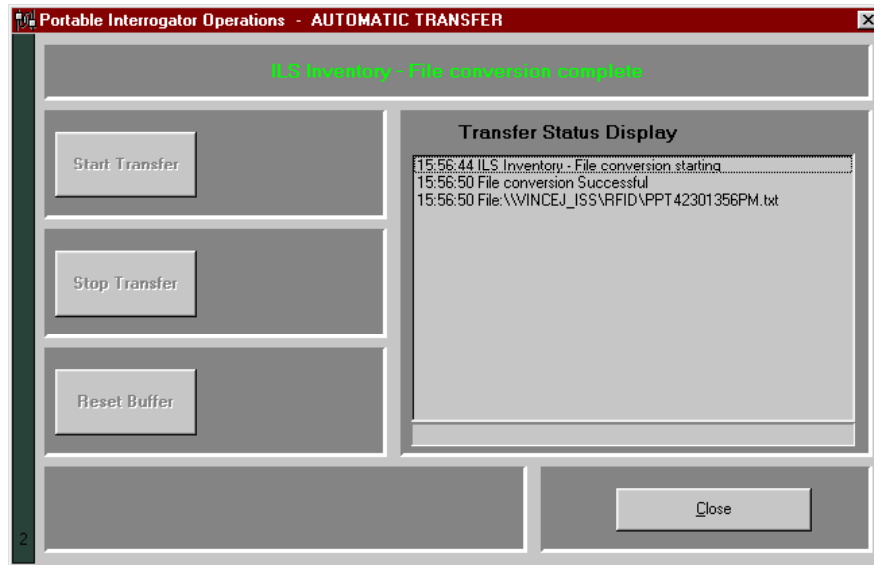 Portable Interrogator Operations - AUTOMATIC TRANSFER
ILS Inventory - File conversion complete
Start Transfer
Stop Transfer
Reset Buffer
Transfer Status Display
15:56:44 ILS Inventory - File conversion starting
15:56:50 File conversion Successful
15:56:50 File:\\VINCEJ_ISS\RFID\PPT42301356PM.txt
Close
2